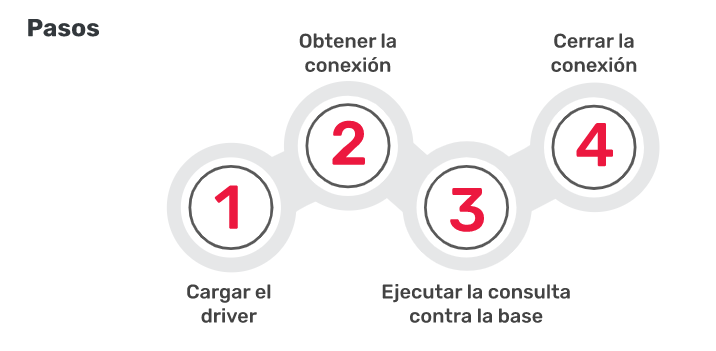 Pasos
1
Cargar el
driver
2
Obtener la
conexión
3
Ejecutar la consulta
contra la base
4
Cerrar la
conexión